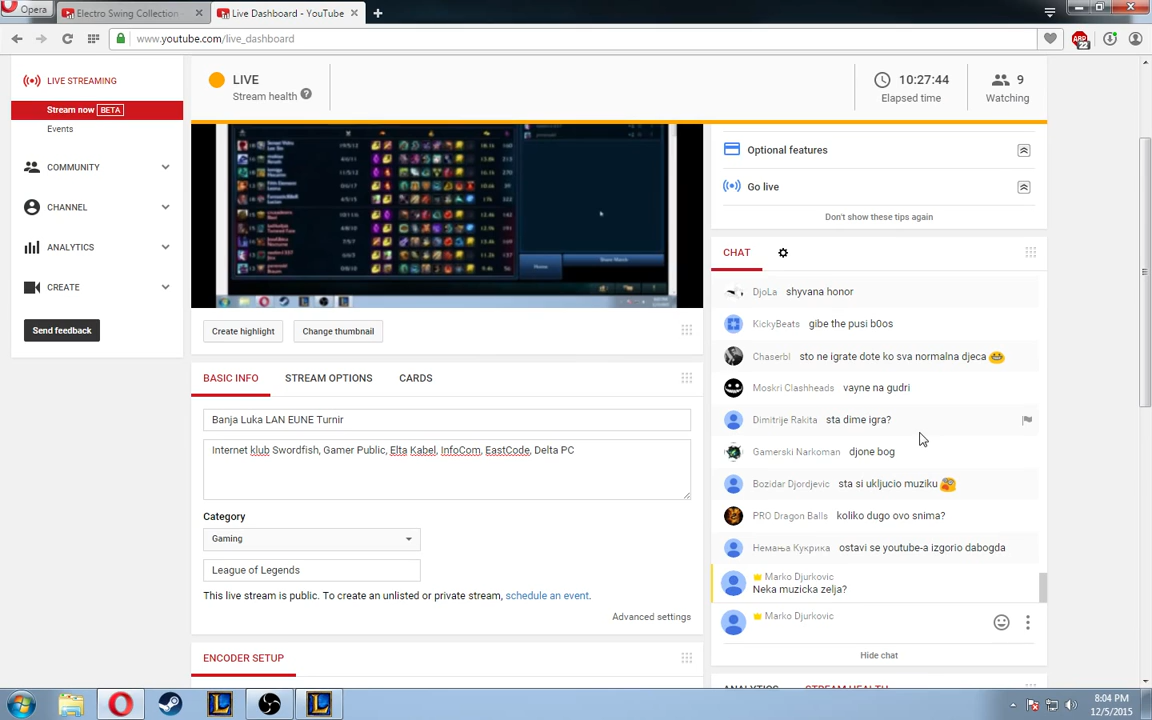 Opera
Electro Swing Collection -
Live Dashboard - YouTube
www.youtube.com/live_dashboard
22
LIVE STREAMING
Stream now BETA
Events
COMMUNITY
CHANNEL
ANALYTICS
CREATE
Send feedback
LIVE
Stream health
10:27:44
Elapsed time
9
Watching
Create highlight
Change thumbnail
BASIC INFO
STREAM OPTIONS
CARDS
Banja Luka LAN EUNE Turnir
Internet klub Swordfish, Gamer Public, Elta Kabel, InfoCom, EastCode, Delta PC
Category
Gaming
League of Legends
This live stream is public. To create an unlisted or private stream, schedule an event.
Advanced settings
ENCODER SETUP
Optional features
Go live
Don't show these tips again
CHAT
DjoLa shyvana honor
KickyBeats gibe the pusi b0os
Chaserbl sto ne igrate dote ko sva normalna djeca
Moskri Clashheads vayne na gudri
Dimitrije Rakita sta dime igra?
Gamerski Narkoman djone bog
Bozidar Djordjevic sta si ukljucio muziku
PRO Dragon Balls koliko dugo ovo snima?
Немања Кукрика ostavi se youtube-a izgorio dabogda
Marko Djurkovic
Neka muzicka zelja?
Marko Djurkovic
Hide chat
ANALYTICS
STREAM HEALTH
8:04 PM
12/5/2015